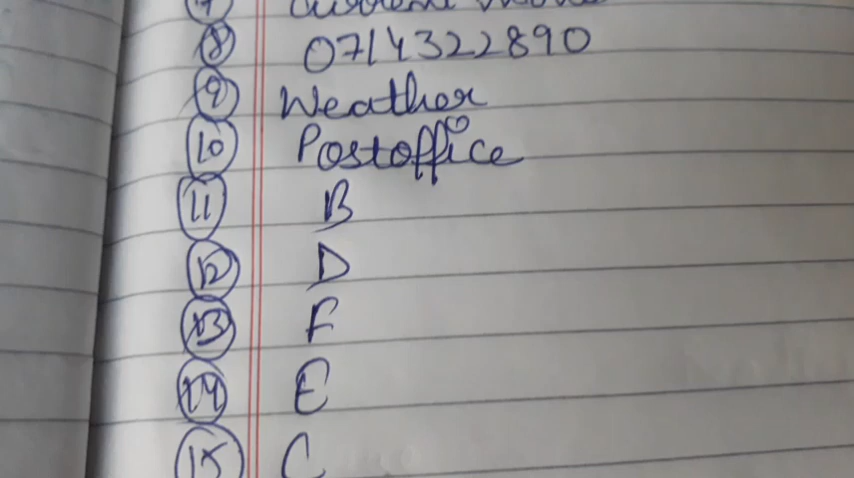 8 0714322890
9 Weather
10 Postoffice
11 B
12 D
13 F
14 E
15 C